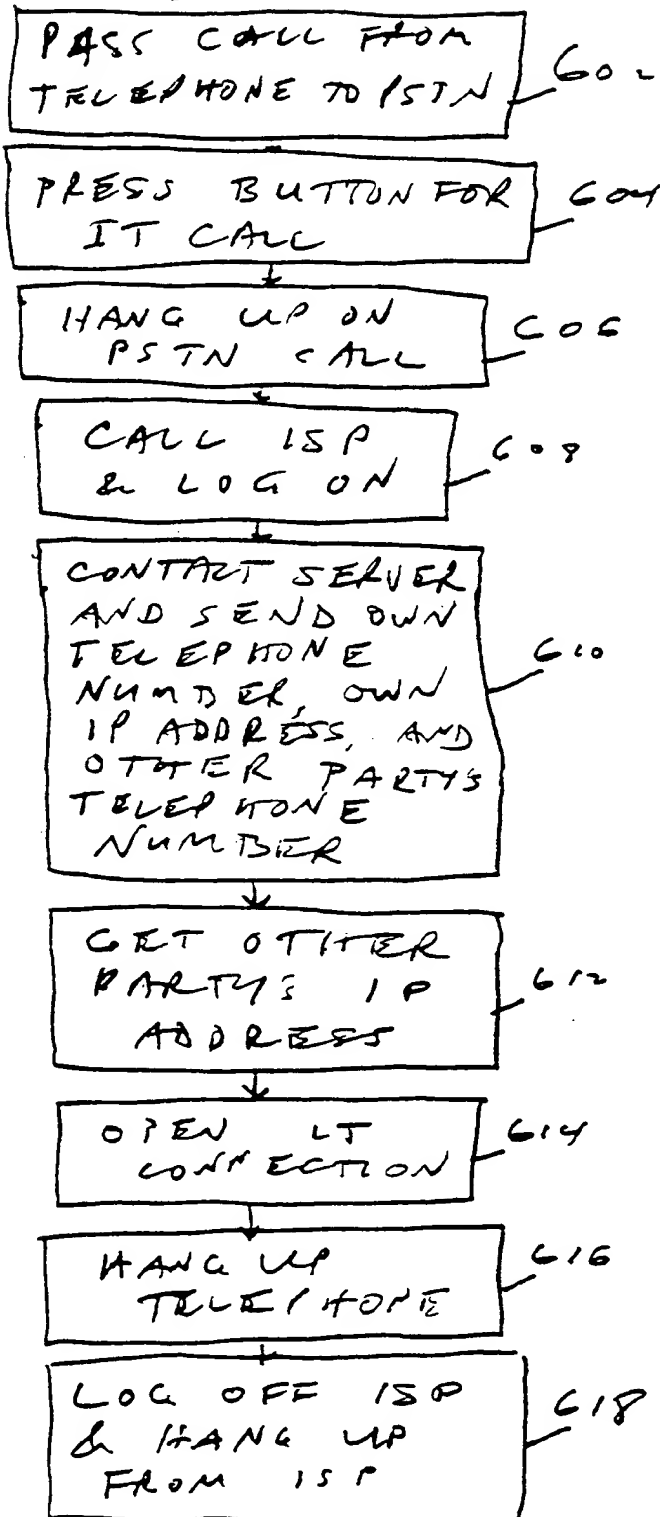 PASS CALL FROM
TELEPHONE TO PSTN
602
PRESS BUTTON FOR
IT CALL
604
HANG UP ON
PSTN CALL
606
CALL ISP
& LOG ON
608
CONTACT SERVER
AND SEND OWN
TELEPHONE
NUMBER, OWN
IP ADDRESS, AND
OTHER PARTY'S
TELEPHONE
NUMBER
610
GET OTHER
PARTY'S IP
ADDRESS
612
OPEN IT
CONNECTION
614
HANG UP
TELEPHONE
616
LOG OFF ISP
& HANG UP
FROM ISP
618